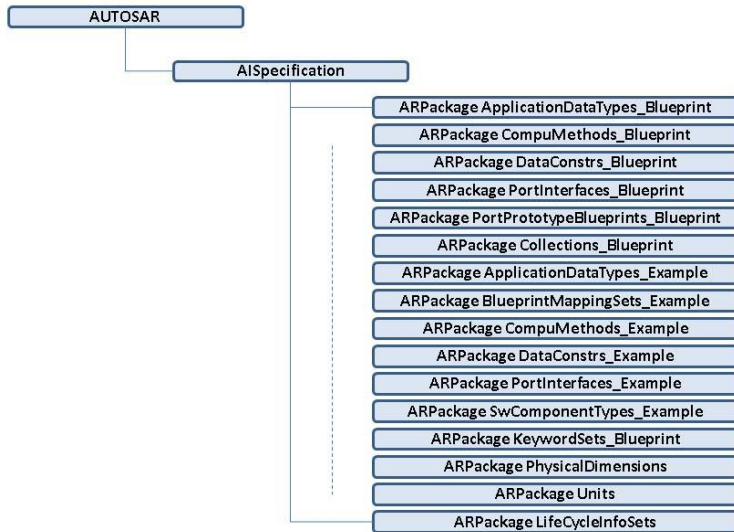 AUTOSAR
AISpecification
ARPackage ApplicationDataTypes_Blueprint
ARPackage CompuMethods_Blueprint
ARPackage DataConstrs_Blueprint
ARPackage PortInterfaces_Blueprint
ARPackage PortPrototypeBlueprints_Blueprint
ARPackage Collections_Blueprint
ARPackage ApplicationDataTypes_Example
ARPackage BlueprintMappingSets_Example
ARPackage CompuMethods_Example
ARPackage DataConstrs_Example
ARPackage PortInterfaces_Example
ARPackage SwComponentTypes_Example
ARPackage KeywordSets_Blueprint
ARPackage PhysicalDimensions
ARPackage Units
ARPackage LifeCycleInfoSets